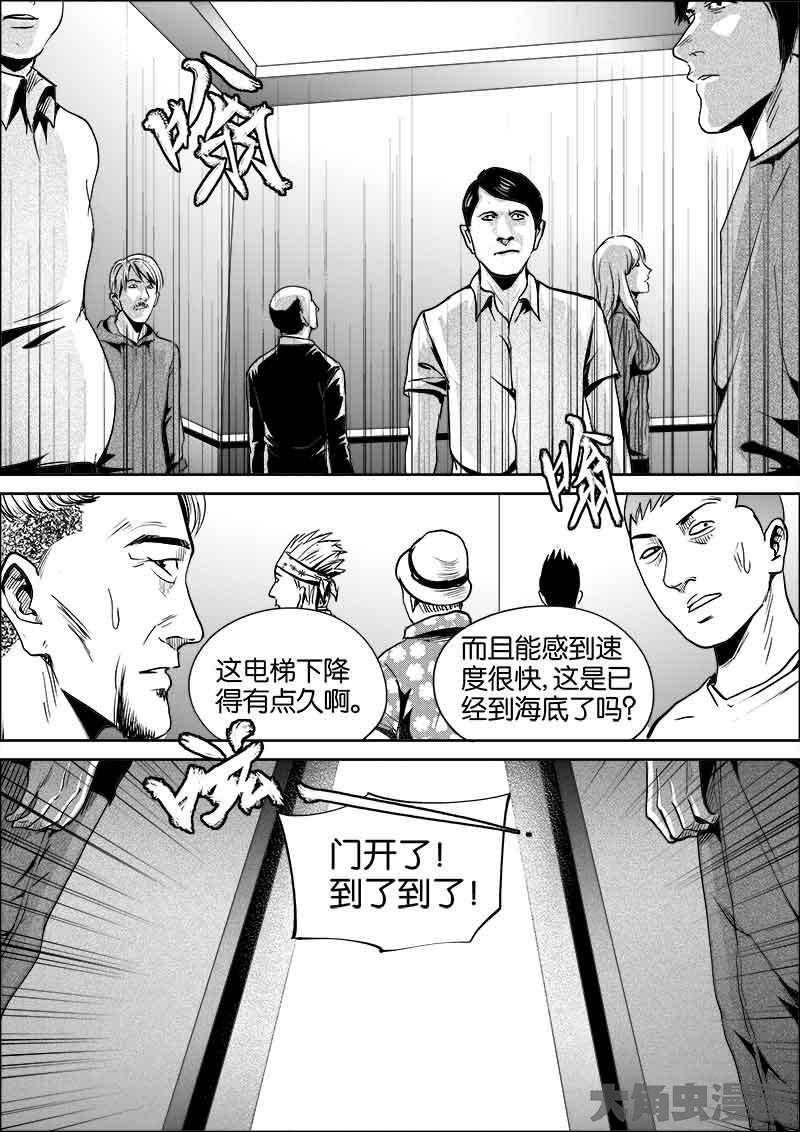 嗡
嗡
这电梯下降
得有点久啊。
而且能感到速
度很快，这是已
经到海底了吗？
门开了！
到了到了！
大角虫漫